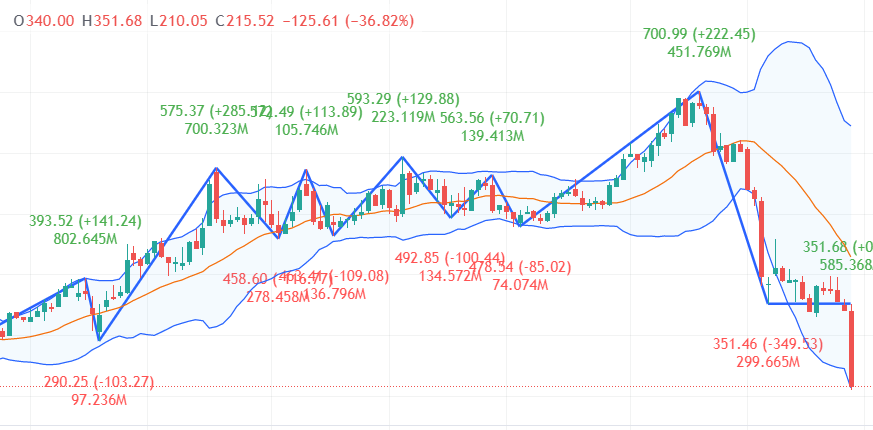 O340.00 H351.68 L210.05 C215.52 −125.61 (−36.82%)
700.99 (+222.45)
451.769M
593.29 (+129.88)
223.119M
575.37 (+285.12)
700.323M
572.49 (+113.89)
105.746M
563.56 (+70.71)
139.413M
393.52 (+141.24)
802.645M
351.68 (+0
585.368
492.85 (-100.44)
134.572M
478.54 (-85.02)
74.074M
458.60 (-116.77)
278.458M
463.41 (-109.08)
136.796M
351.46 (-349.53)
299.665M
290.25 (-103.27)
97.236M